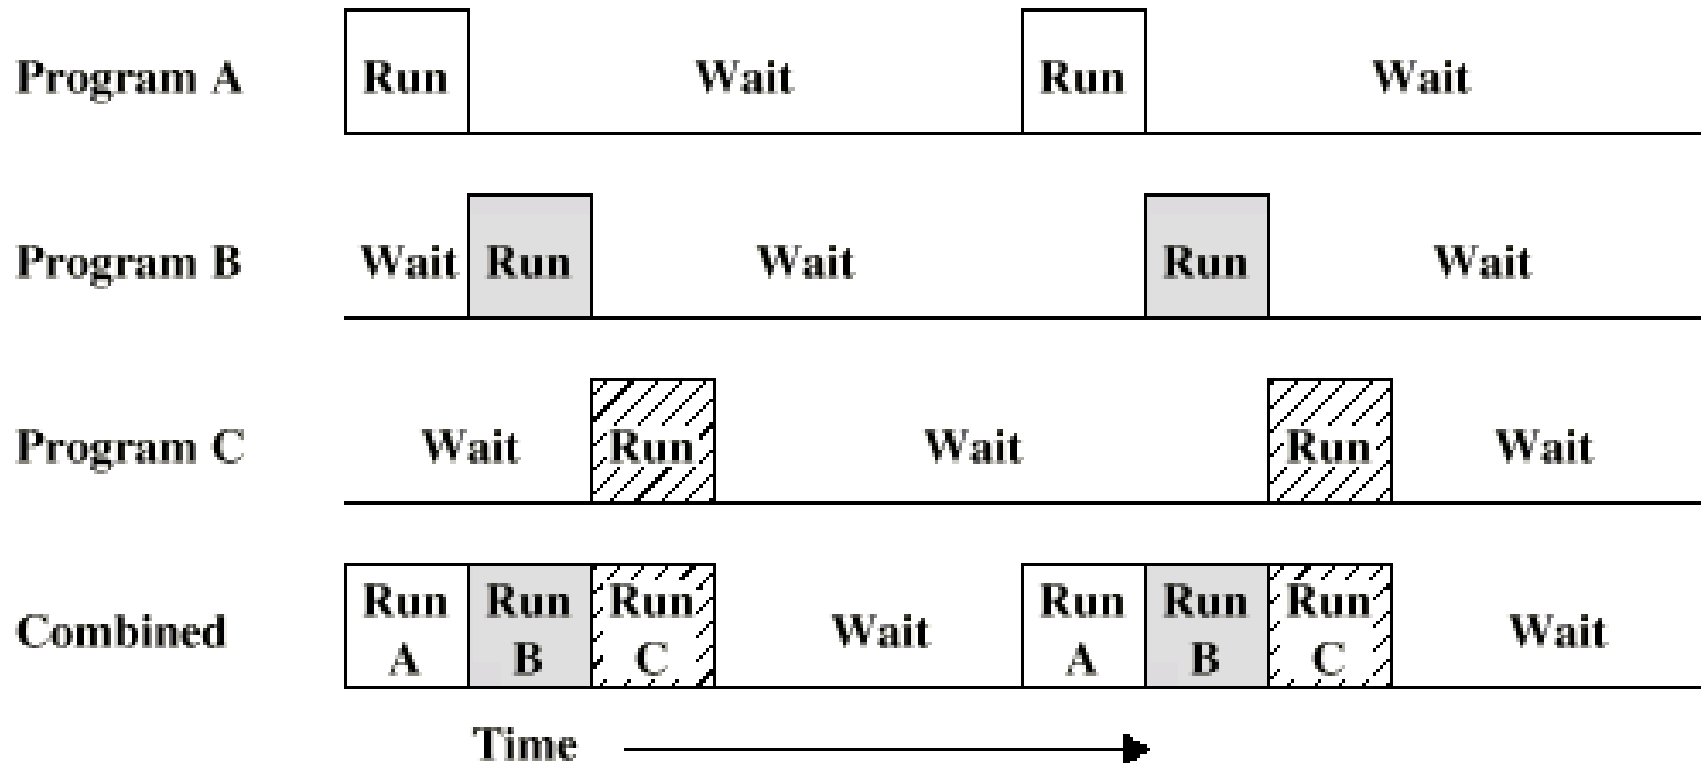 Program A Run Wait Run Wait
Program B Wait Run Wait Run Wait
Program C Wait Run Wait Run Wait
Combined Run A Run B Run C Wait Run A Run B Run C Wait
Time